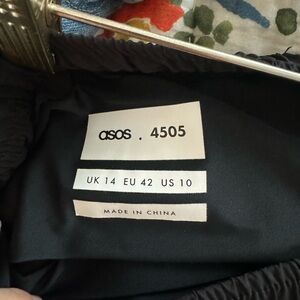 asos . 4505
UK 14 EU 42 US 10
MADE IN CHINA